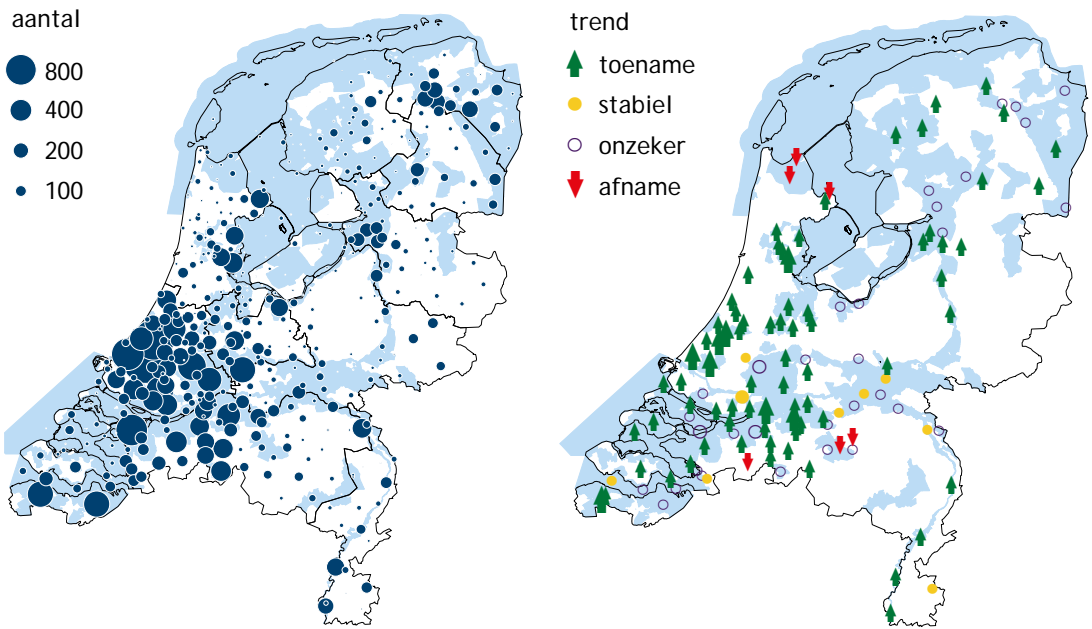 aantal
800
400
200
100
trend
toename
stabiel
onzeker
afname